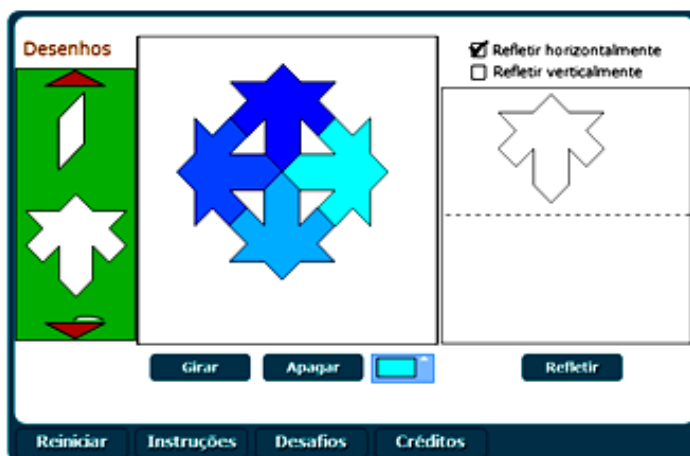 Desenhos
Refletir horizontalmente
Refletir verticalmente
Girar
Apagar
Refletir
Reiniciar
Instruções
Desafios
Créditos